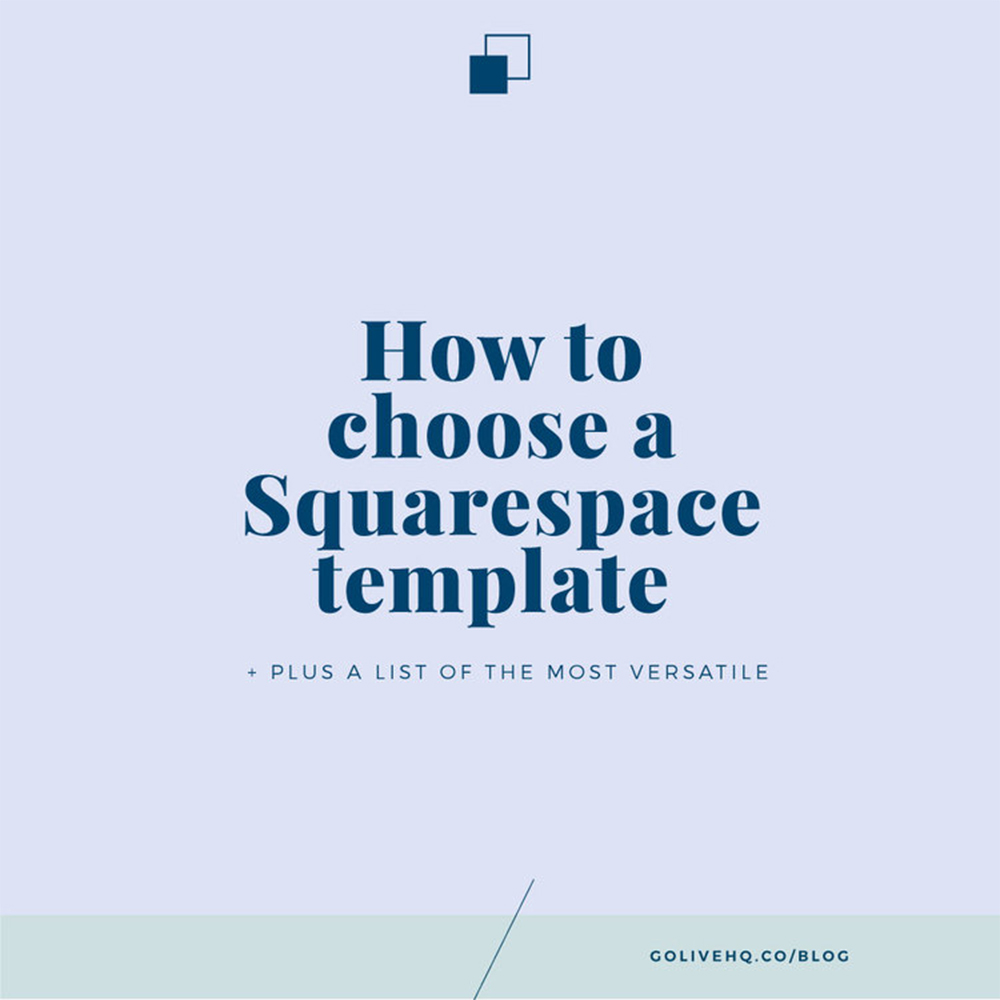 How to
choose a
Squarespace
template
+ PLUS A LIST OF THE MOST VERSATILE
GOLIVEHQ.CO/BLOG